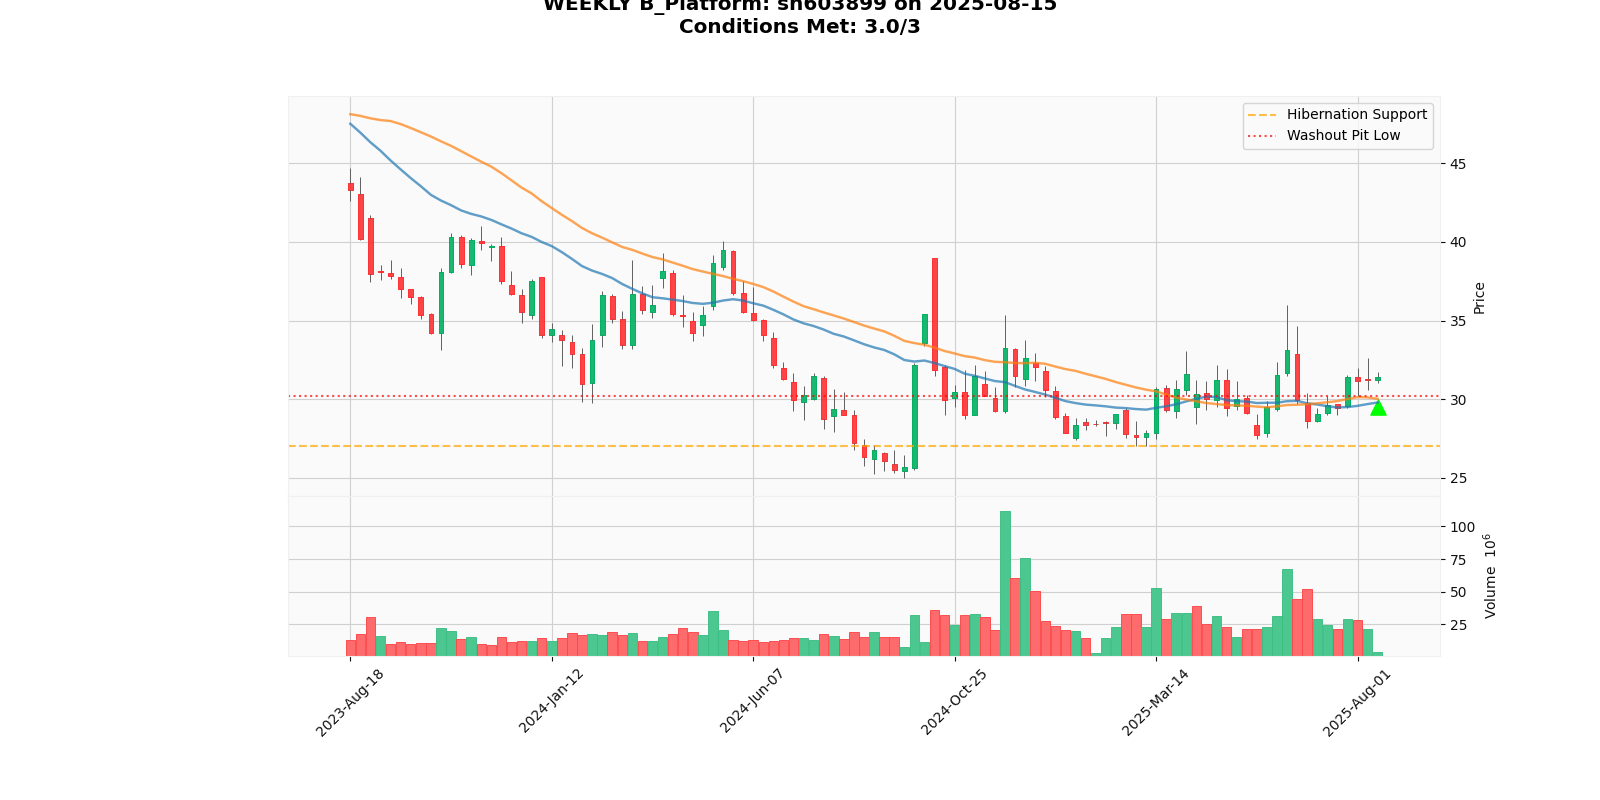 WEEKLY B_Platform: sh603899 on 2025-08-15
Conditions Met: 3.0/3
Hibernation Support
Washout Pit Low
45
40
35
30
25
Price
100
75
50
25
Volume 10⁶
2023-Aug-18
2024-Jan-12
2024-Jun-07
2024-Oct-25
2025-Mar-14
2025-Aug-01